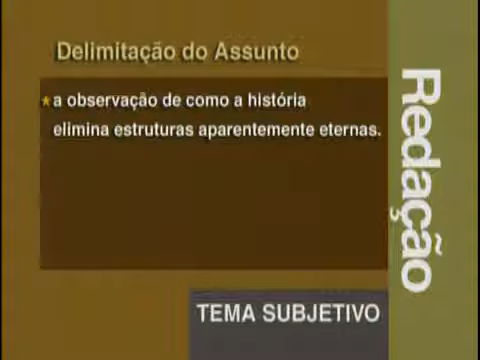 Delimitação do Assunto
★a observação de como a história
elimina estruturas aparentemente eternas.
Redação
TEMA SUBJETIVO